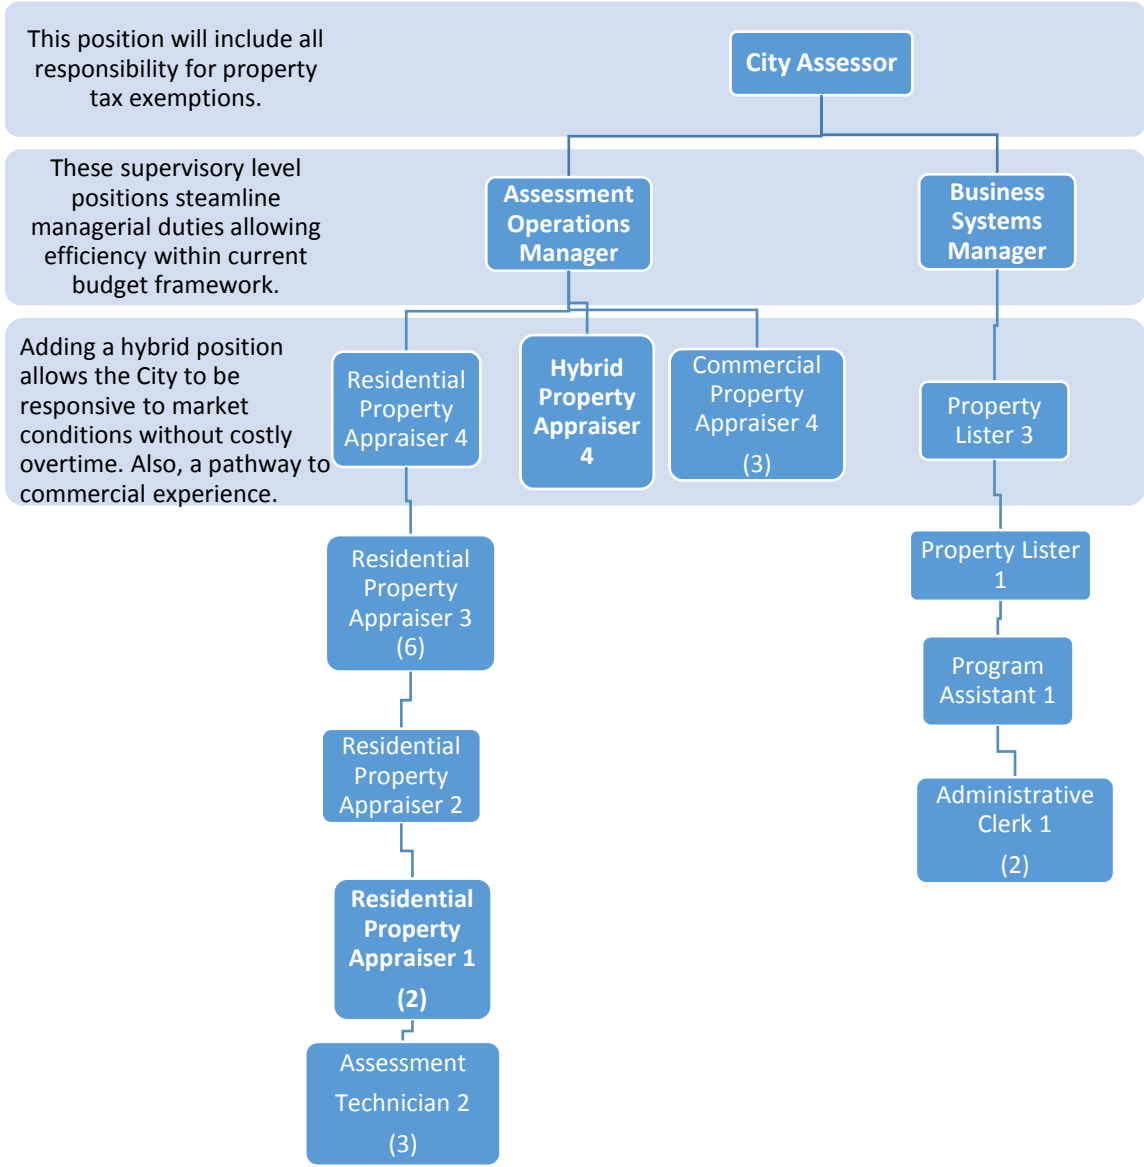 This position will include all
responsibility for property
tax exemptions.
City Assessor
These supervisory level
positions steamline
managerial duties allowing
efficiency within current
budget framework.
Assessment
Operations
Manager
Business
Systems
Manager
Adding a hybrid position
allows the City to be
responsive to market
conditions without costly
overtime. Also, a pathway to
commercial experience.
Residential
Property
Appraiser 4
Hybrid
Property
Appraiser
4
Commercial
Property
Appraiser 4
(3)
Property
Lister 3
Residential
Property
Appraiser 3
(6)
Property Lister
1
Program
Assistant 1
Residential
Property
Appraiser 2
Administrative
Clerk 1
(2)
Residential
Property
Appraiser 1
(2)
Assessment
Technician 2
(3)